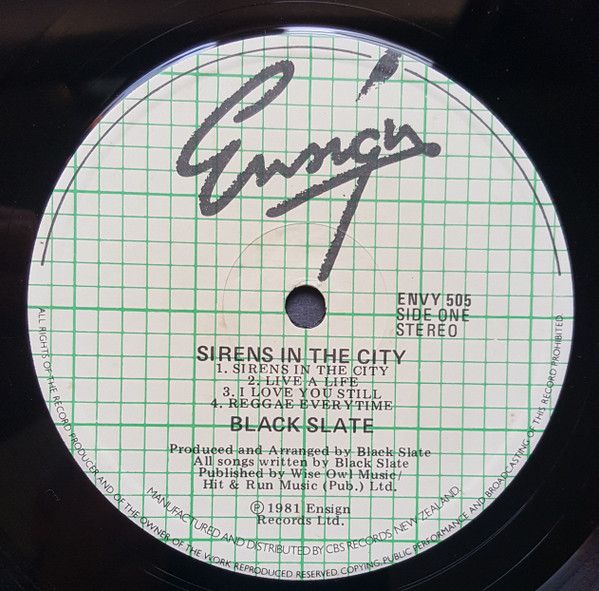 Ensign
ENVY 505
SIDE ONE
STEREO
SIRENS IN THE CITY
1. SIRENS IN THE CITY
2. LIVE A LIFE
3. I LOVE YOU STILL
4. REGGAE EVERYTIME
BLACK SLATE
Produced and Arranged by Black Slate
All songs written by Black Slate
Published by Wise Owl Music/
Hit & Run Music (Pub.) Ltd.
Ⓟ 1981 Ensign
Records Ltd.
MANUFACTURED AND DISTRIBUTED BY CBS RECORDS NEW ZEALAND.
ALL RIGHTS OF THE RECORD PRODUCER AND OF THE OWNER OF THE WORK REPRODUCED RESERVED. COPYING, PUBLIC PERFORMANCE AND BROADCASTING OF THIS RECORD PROHIBITED.